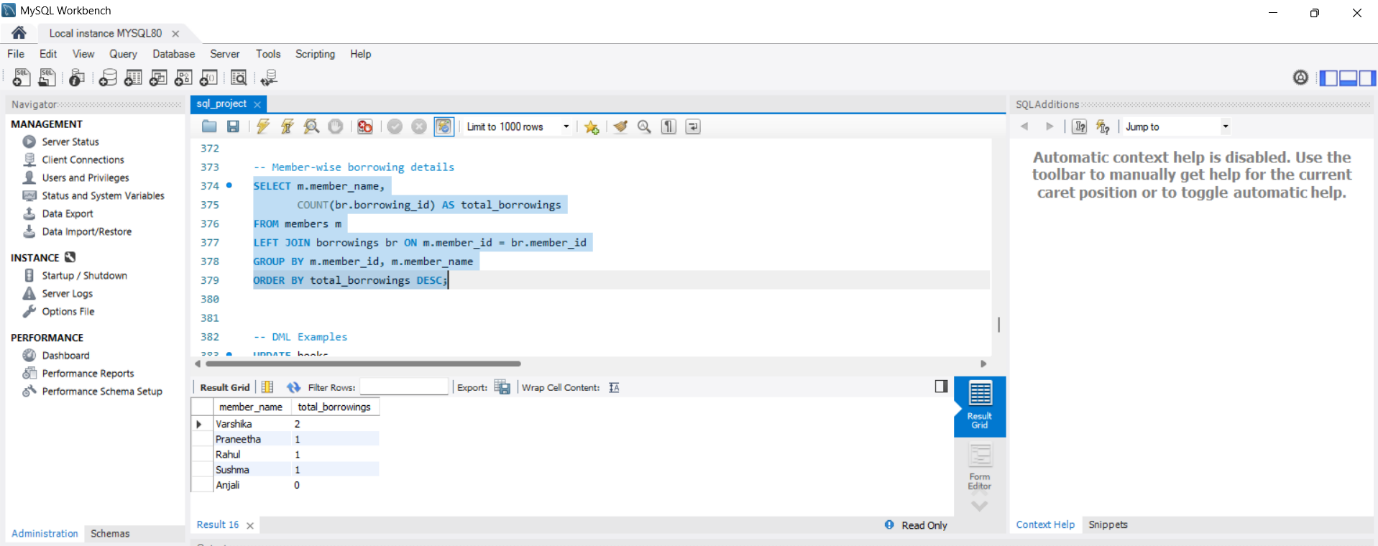 MySQL Workbench
Local instance MYSQL80
File Edit View Query Database Server Tools Scripting Help
Navigator
MANAGEMENT
Server Status
Client Connections
Users and Privileges
Status and System Variables
Data Export
Data Import/Restore
INSTANCE
Startup / Shutdown
Server Logs
Options File
PERFORMANCE
Dashboard
Performance Reports
Performance Schema Setup
Administration Schemas
sql_project
Limit to 1000 rows
372
373 -- Member-wise borrowing details
374 SELECT m.member_name,
375 COUNT(br.borrowing_id) AS total_borrowings
376 FROM members m
377 LEFT JOIN borrowings br ON m.member_id = br.member_id
378 GROUP BY m.member_id, m.member_name
379 ORDER BY total_borrowings DESC;
380
381
382 -- DML Examples
383 UPDATE books
Result Grid Filter Rows: Export: Wrap Cell Content:
member_name total_borrowings
Varshika 2
Praneetha 1
Rahul 1
Sushma 1
Anjali 0
Result Grid
Form Editor
Result 16
Read Only
SQLAdditions
Jump to
Automatic context help is disabled. Use the
toolbar to manually get help for the current
caret position or to toggle automatic help.
Context Help Snippets